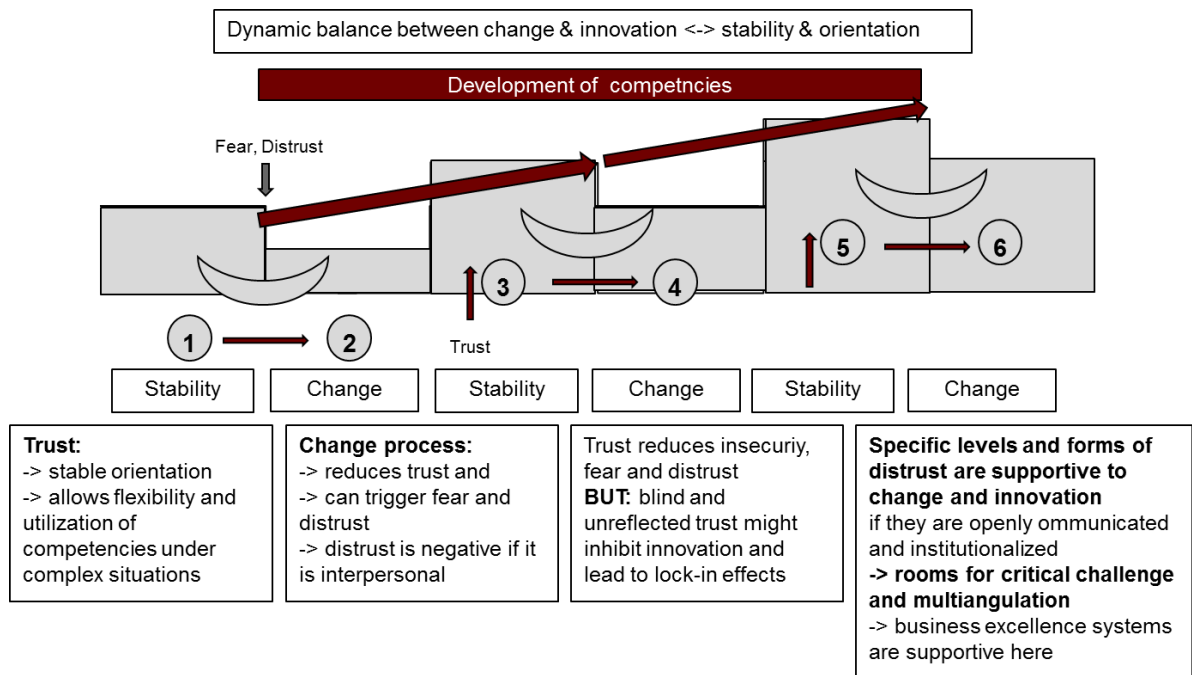 Dynamic balance between change & innovation <-> stability & orientation
Development of competncies
Fear, Distrust
5
6
3
4
1
2
Trust
Stability
Change
Stability
Change
Stability
Change
Trust:
-> stable orientation
-> allows flexibility and
utilization of
competencies under
complex situations
Change process:
-> reduces trust and
-> can trigger fear and
distrust
-> distrust is negative if it
is interpersonal
Trust reduces insecuriy,
fear and distrust
BUT: blind and
unreflected trust might
inhibit innovation and
lead to lock-in effects
Specific levels and forms of
distrust are supportive to
change and innovation
if they are openly ommunicated
and institutionalized
-> rooms for critical challenge
and multiangulation
-> business excellence systems
are supportive here